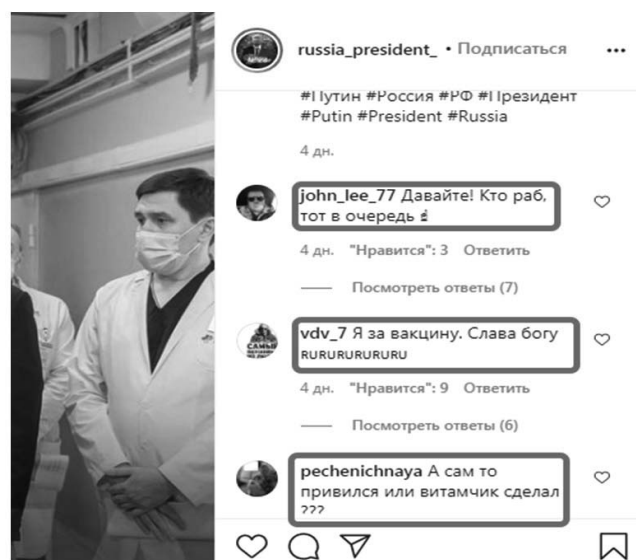 russia_president_ • Подписаться
#Путин #Россия #РФ #Президент
#Putin #President #Russia
4 дн.
john_lee_77 Давайте! Кто раб,
тот в очередь ☝
4 дн. "Нравится": 3 Ответить
Посмотреть ответы (7)
vdv_7 Я за вакцину. Слава богу
RURURURURURU
4 дн. "Нравится": 9 Ответить
Посмотреть ответы (6)
pechenichnaya А сам то
привился или витамчик сделал
???